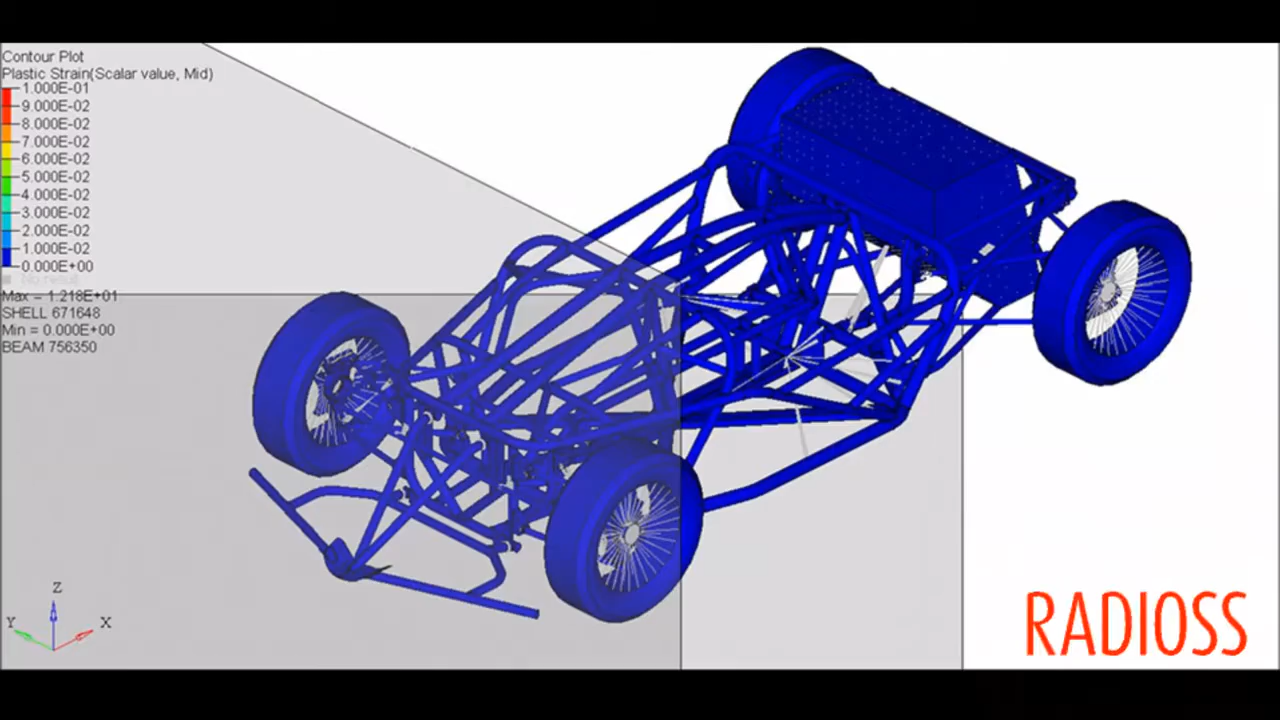 Contour Plot
Plastic Strain(Scalar value, Mid)
1.000E-01
9.000E-02
8.000E-02
7.000E-02
6.000E-02
5.000E-02
4.000E-02
3.000E-02
2.000E-02
1.000E-02
0.000E+00
No result
Max = 1.218E+01
SHELL 671648
Min = 0.000E+00
BEAM 756350
Z
Y
X
RADIOSS